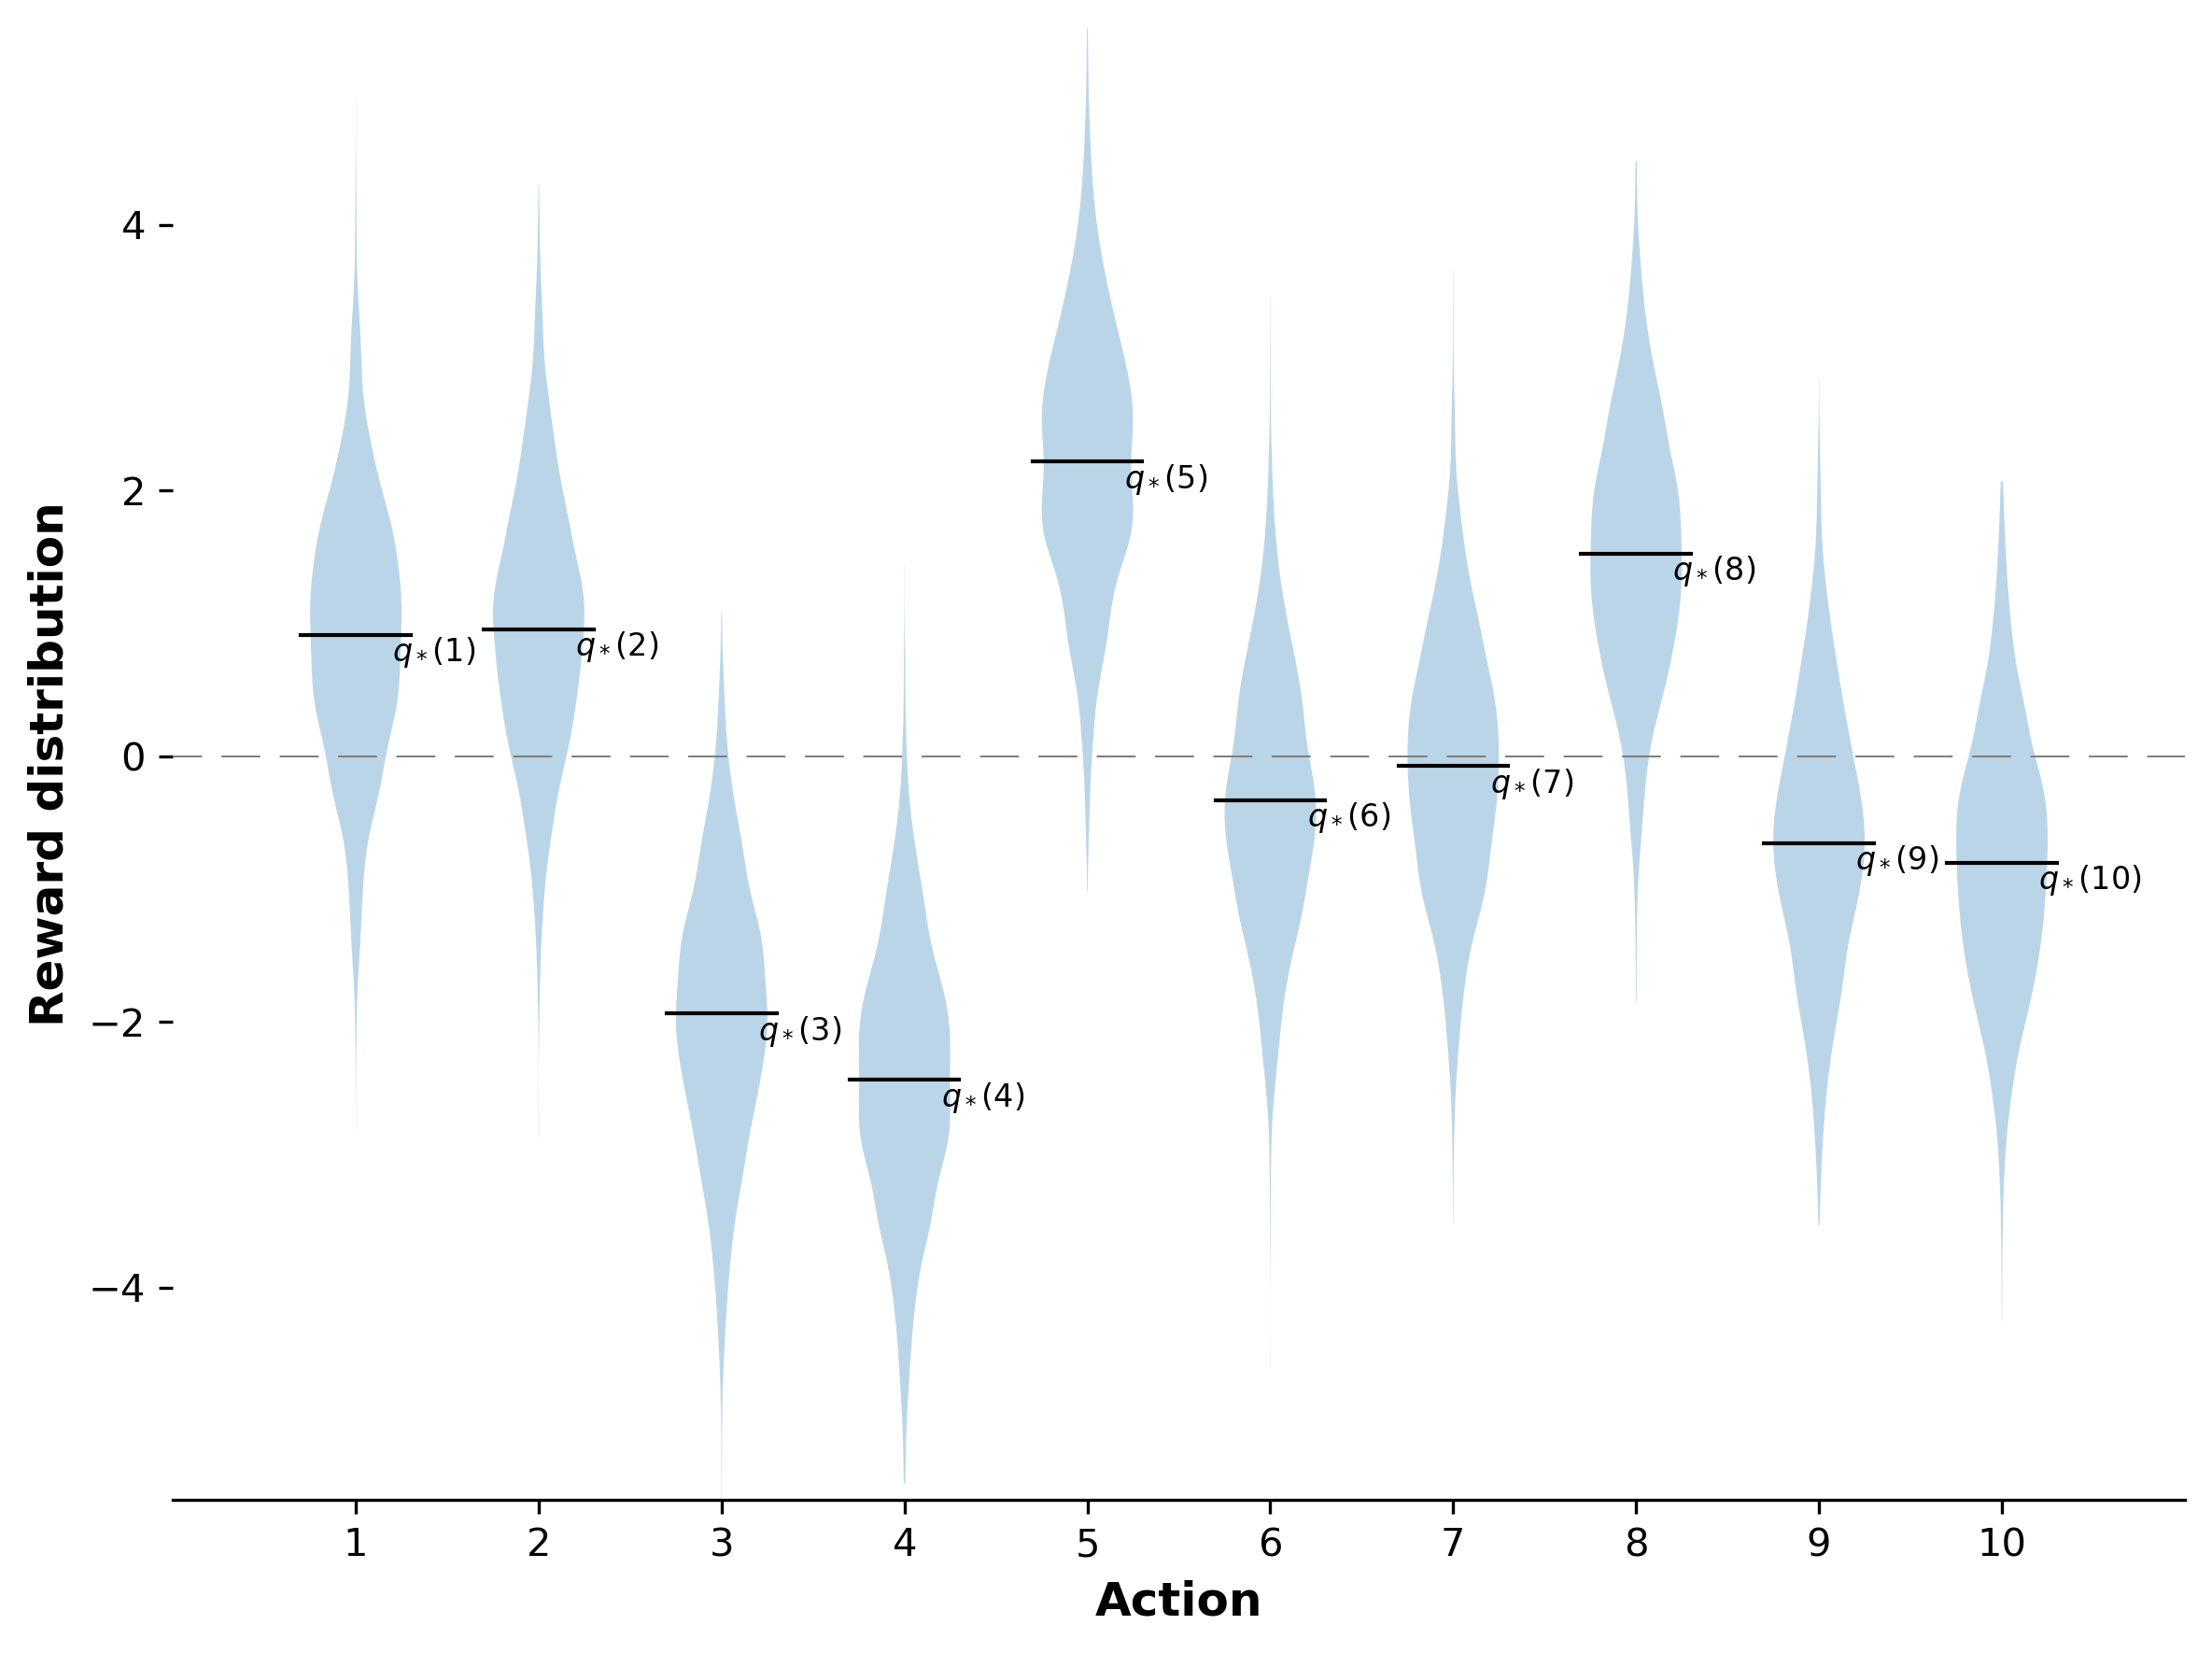 Reward distribution
4
2
0
−2
−4
q*(1)
q*(2)
q*(3)
q*(4)
q*(5)
q*(6)
q*(7)
q*(8)
q*(9)
q*(10)
1 2 3 4 5 6 7 8 9 10
Action